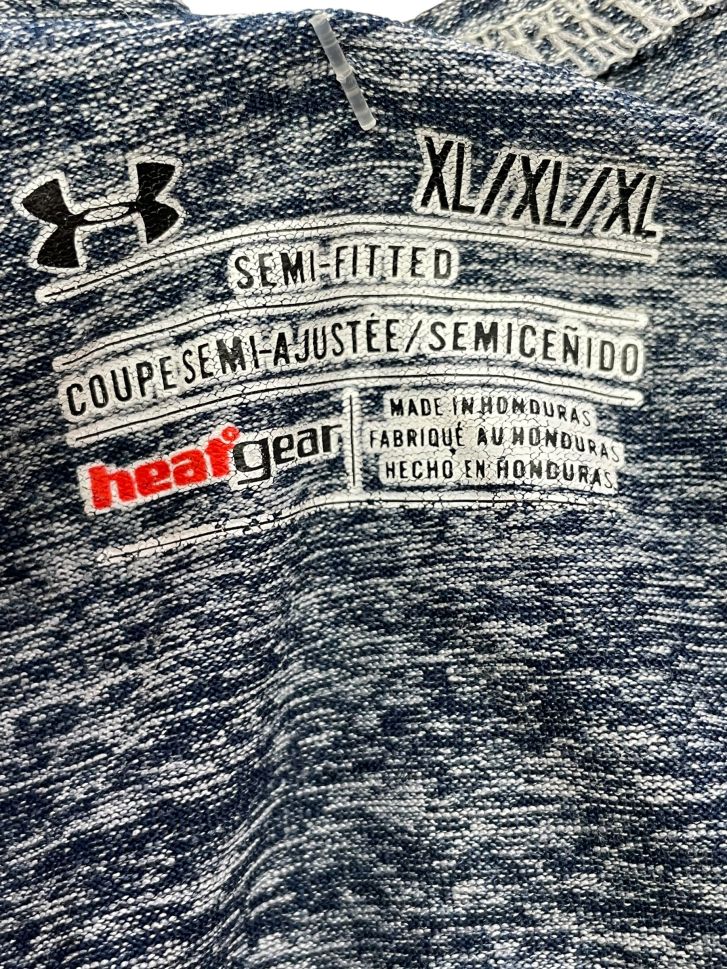 XL/XL/XL
SEMI-FITTED
COUPE SEMI-AJUSTÉE/SEMICEÑIDO
heatgear
MADE IN HONDURAS
FABRIQUÉ AU HONDURAS
HECHO EN HONDURAS